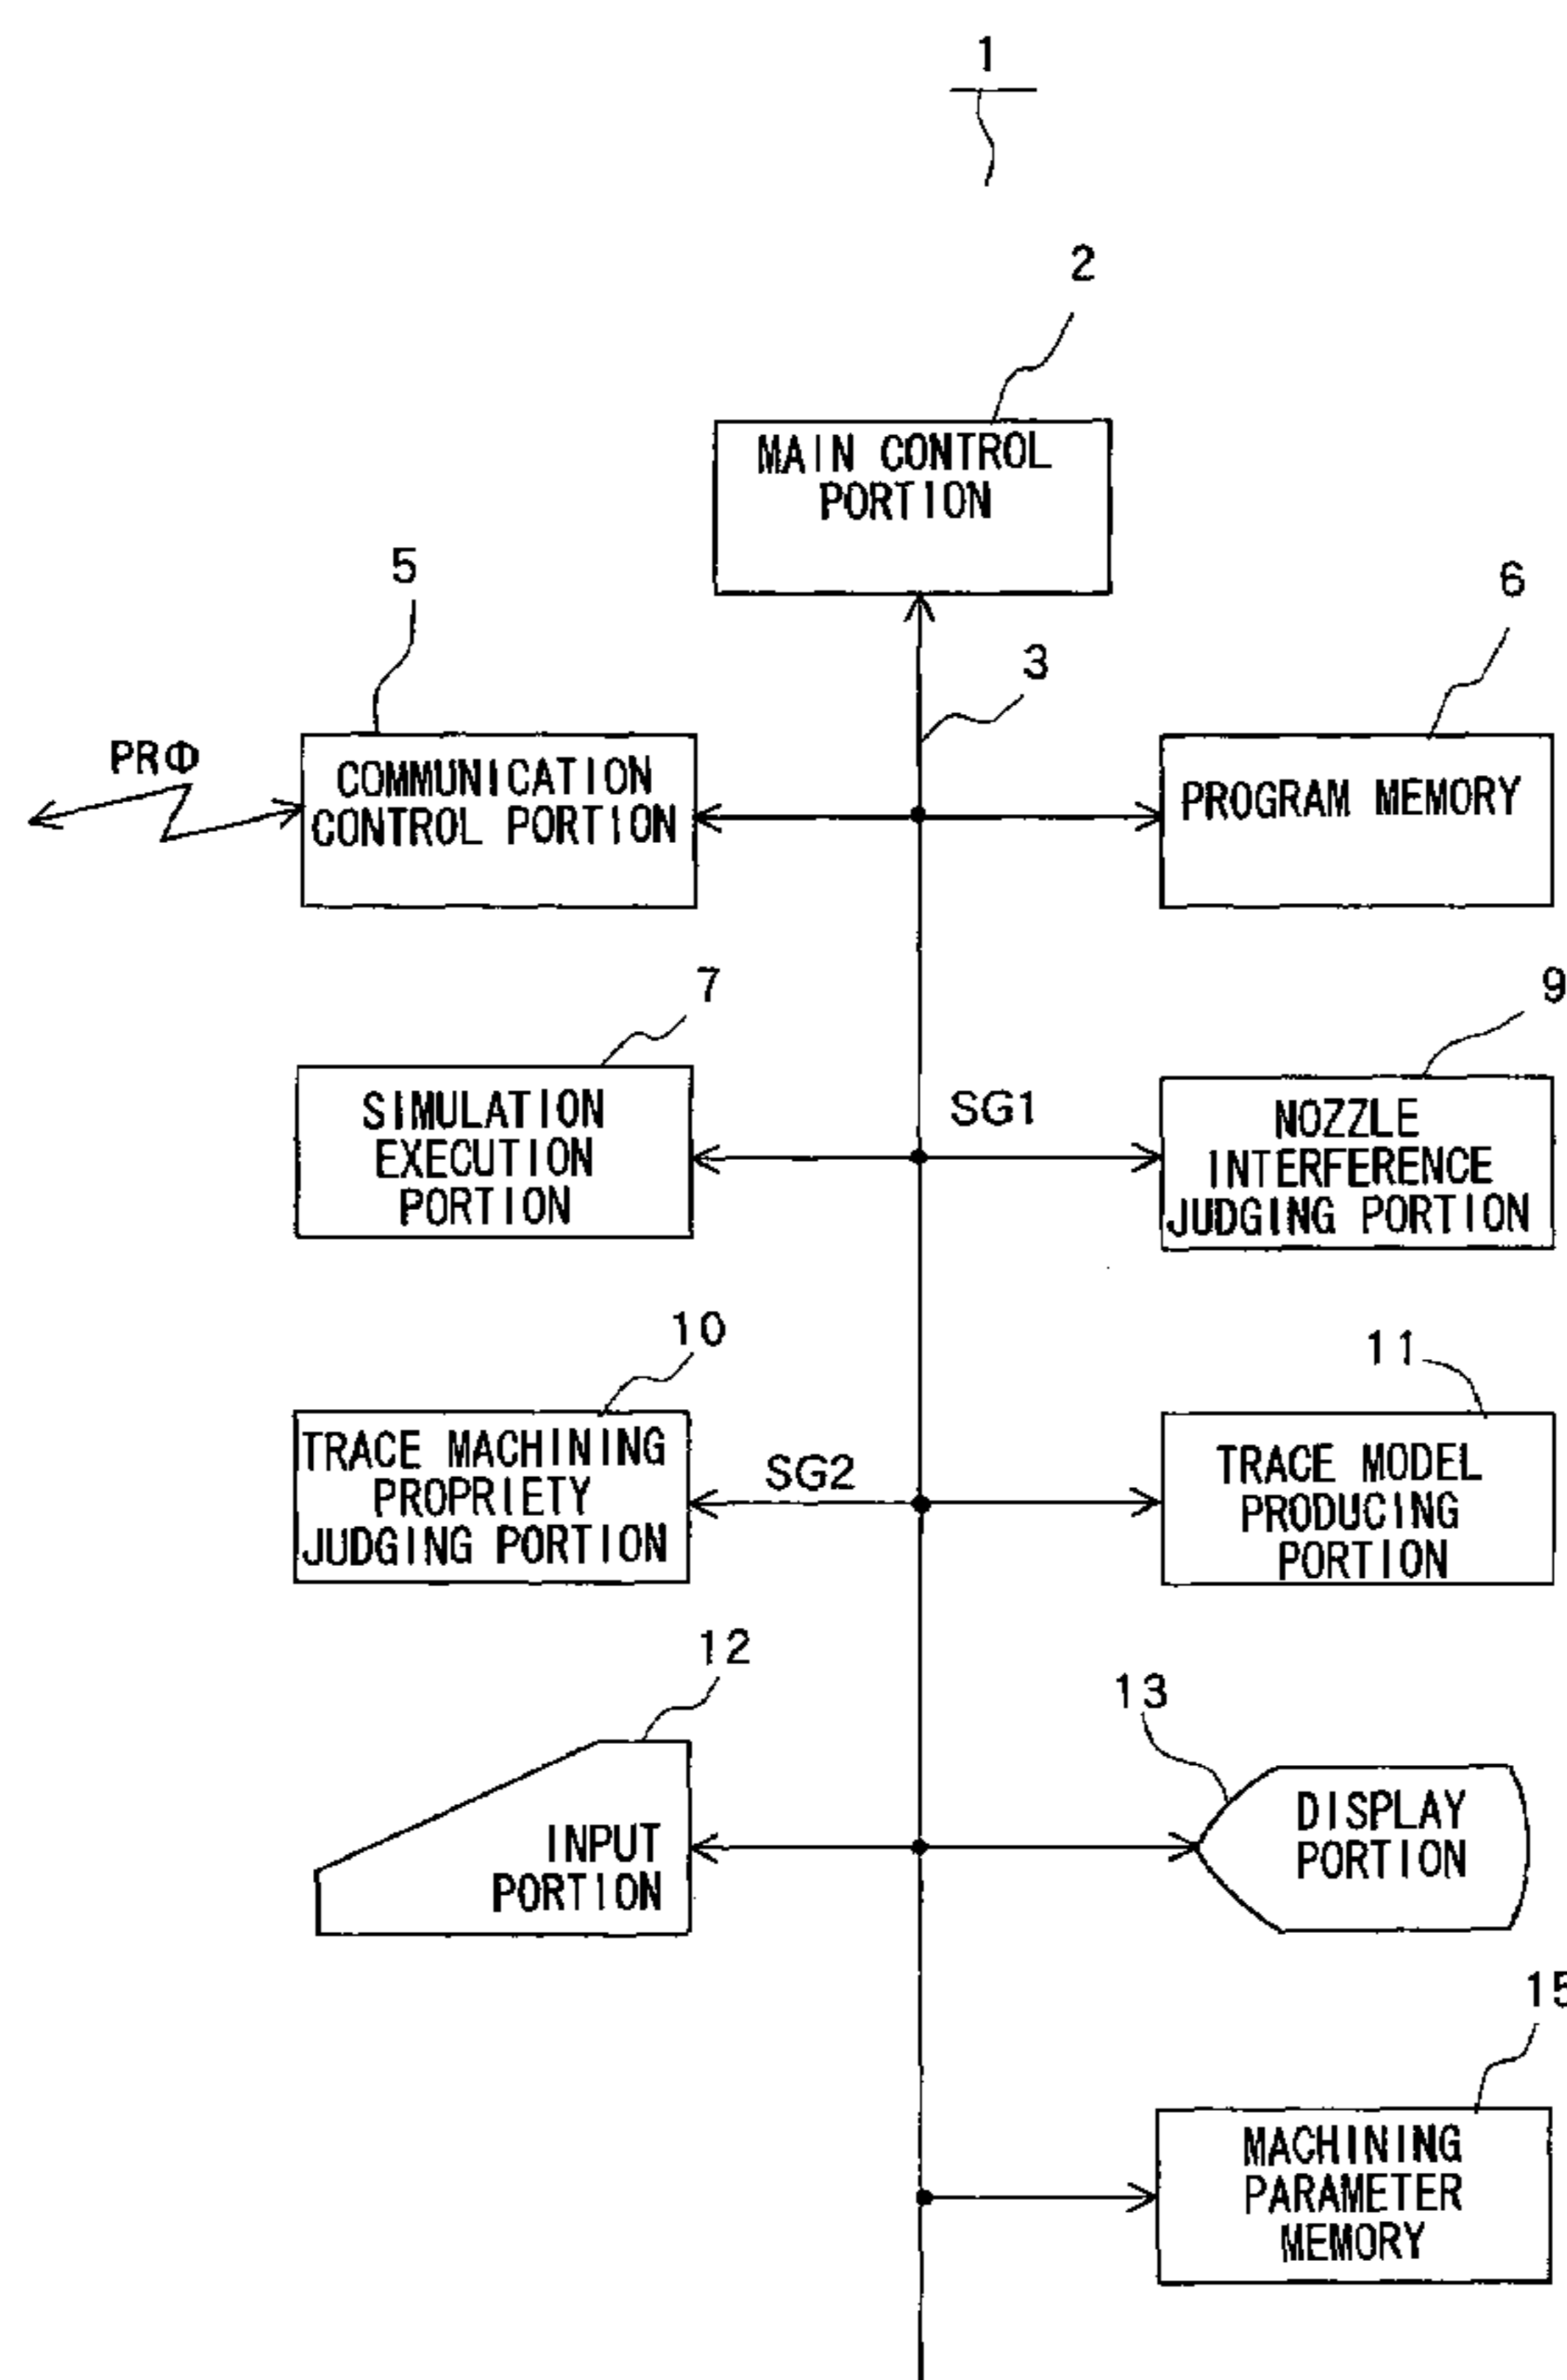 1
2
MAIN CONTROL
PORTION
5
3
6
PRΦ
COMMUNICATION
CONTROL PORTION
PROGRAM MEMORY
7
9
SIMULATION
EXECUTION
PORTION
SG1
NOZZLE
INTERFERENCE
JUDGING PORTION
10
11
TRACE MACHINING
PROPRIETY
JUDGING PORTION
SG2
TRACE MODEL
PRODUCING
PORTION
12
13
INPUT
PORTION
DISPLAY
PORTION
15
MACHINING
PARAMETER
MEMORY